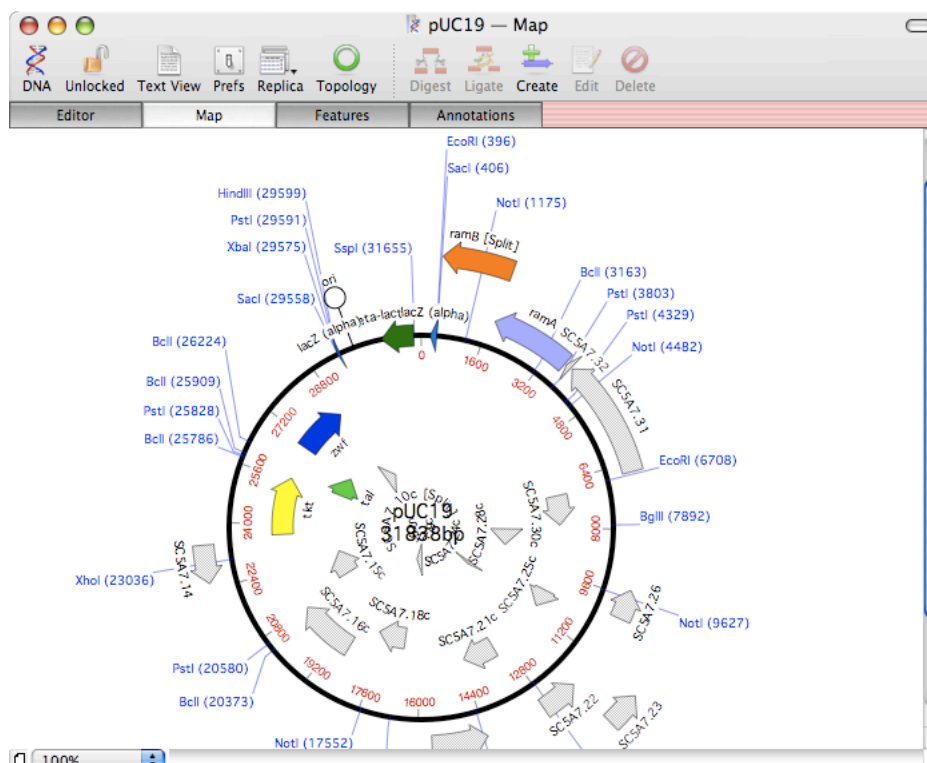 pUC19 — Map
DNA Unlocked Text View Prefs Replica Topology Digest Ligate Create Edit Delete
Editor Map Features Annotations
EcoRI (396)
SacI (406)
HindIII (29599)
NotI (1175)
PstI (29591)
ramB [Split]
XbaI (29575)
SspI (31655)
BclI (3163)
ori
PstI (3803)
SacI (29558)
lacZ (alpha)
lacZ (alpha)
ramA
SC5A7.32
PstI (4329)
BclI (26224)
NotI (4482)
0
1600
28800
3200
SC5A7.31
BclI (25909)
27200
4800
PstI (25828)
zwf
BclI (25786)
EcoRI (6708)
25600
6400
tal
tkt
pUC19
31838bp
SC5A7.28c
SC5A7.30c
BglII (7892)
24000
8000
SC5A7.14
SC5A7.15c
SC5A7.25c
XhoI (23036)
22400
9600
SC5A7.26
NotI (9627)
SC5A7.16c
SC5A7.18c
SC5A7.21c
20800
11200
PstI (20580)
19200
12800
BclI (20373)
17600
16000
14400
SC5A7.22
SC5A7.23
NotI (17552)
100%